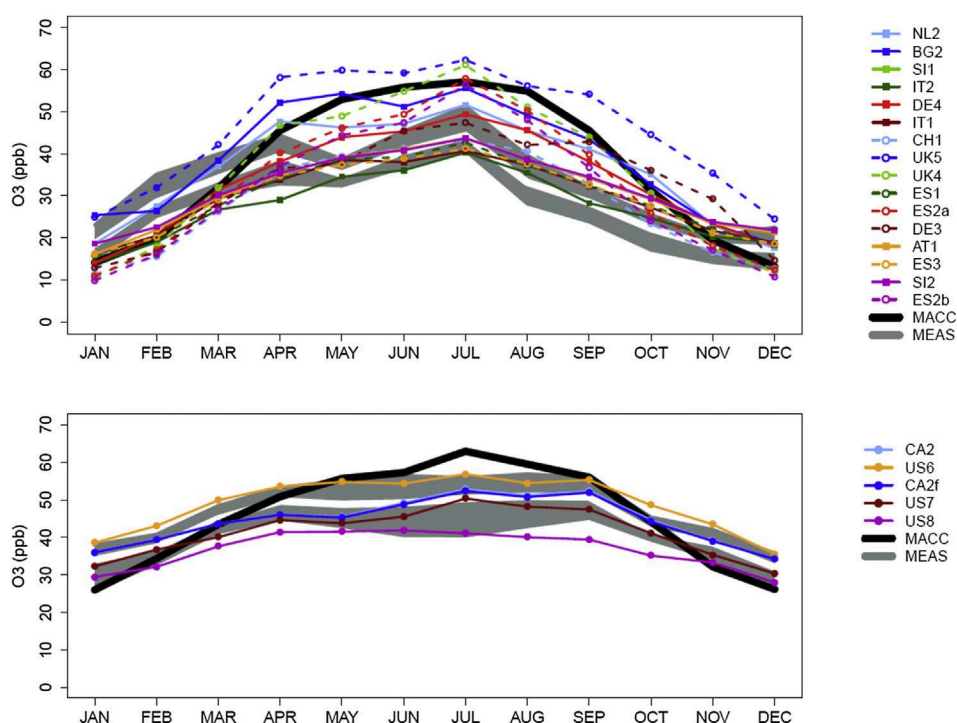 70
60
50
40
30
20
10
0
O3 (ppb)
JAN FEB MAR APR MAY JUN JUL AUG SEP OCT NOV DEC
NL2
BG2
SI1
IT2
DE4
IT1
CH1
UK5
UK4
ES1
ES2a
DE3
AT1
ES3
SI2
ES2b
MACC
MEAS
70
60
50
40
30
20
10
0
O3 (ppb)
JAN FEB MAR APR MAY JUN JUL AUG SEP OCT NOV DEC
CA2
US6
CA2f
US7
US8
MACC
MEAS